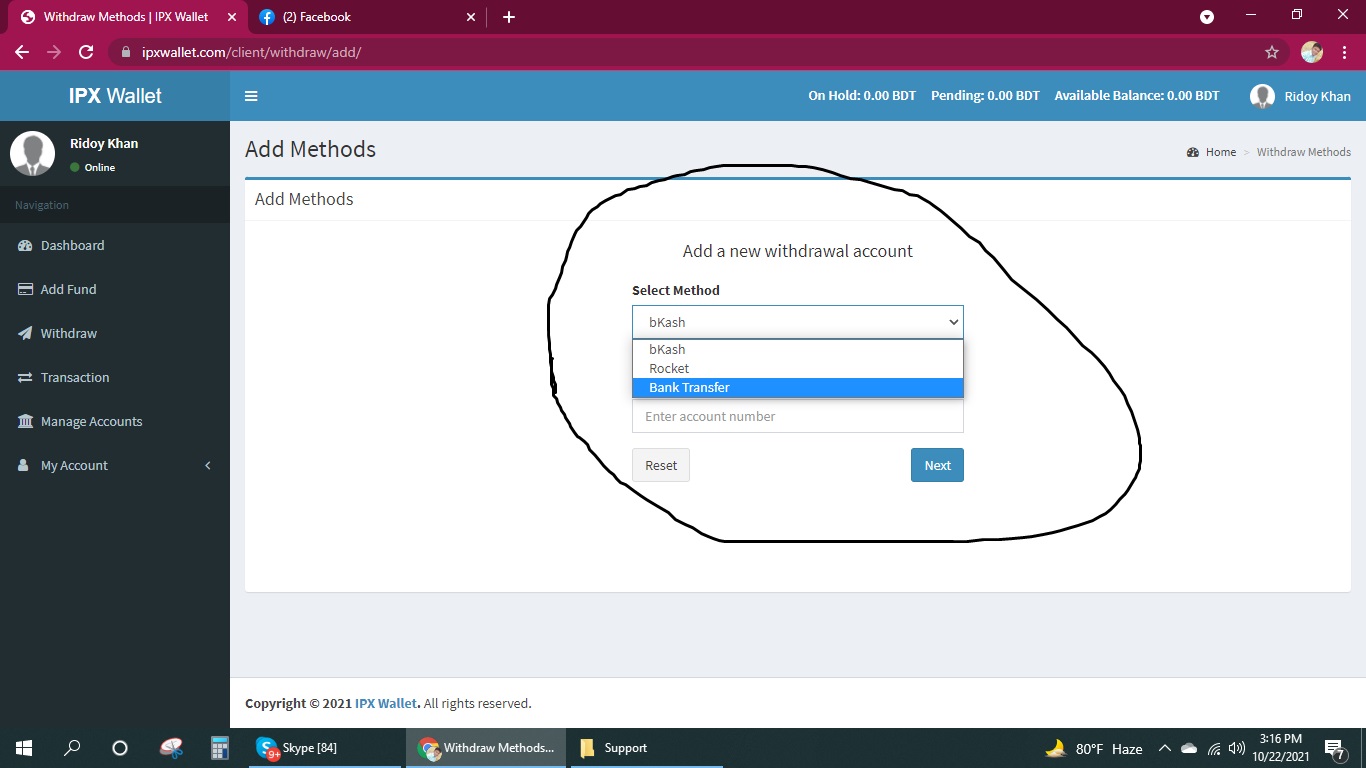 Withdraw Methods | IPX Wallet
(2) Facebook
ipxwallet.com/client/withdraw/add/
IPX Wallet
On Hold: 0.00 BDT Pending: 0.00 BDT Available Balance: 0.00 BDT Ridoy Khan
Ridoy Khan
Online
Navigation
Dashboard
Add Fund
Withdraw
Transaction
Manage Accounts
My Account
Add Methods
Home > Withdraw Methods
Add Methods
Add a new withdrawal account
Select Method
bKash
bKash
Rocket
Bank Transfer
Enter account number
Reset Next
Copyright © 2021 IPX Wallet. All rights reserved.
9+ Skype [84] Withdraw Methods... Support 80°F Haze
3:16 PM
10/22/2021
7